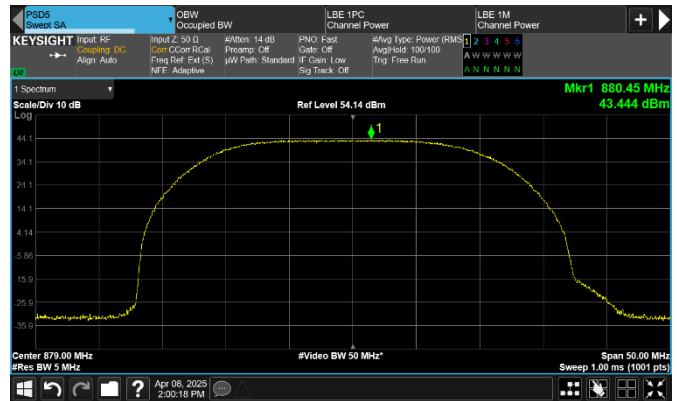 PSD5
Swept SA
OBW
Occupied BW
LBE 1PC
Channel Power
LBE 1M
Channel Power
+
KEYSIGHT
Input: RF
Coupling: DC
Align: Auto
Input Z: 50 Ω
Corr CCorr RCal
Freq Ref: Ext (S)
NFE: Adaptive
#Atten: 14 dB
Preamp: Off
µW Path: Standard
PNO: Fast
Gate: Off
IF Gain: Low
Sig Track: Off
#Avg Type: Power (RMS)
Avg|Hold: 100/100
Trig: Free Run
1 2 3 4 5 6
A W W W W W
A N N N N N
LXI
1 Spectrum
Scale/Div 10 dB
Ref Level 54.14 dBm
Mkr1 880.45 MHz
43.444 dBm
Log
1
44.1
34.1
24.1
14.1
4.14
-5.86
-15.9
-25.9
-35.9
Center 879.00 MHz
#Video BW 50 MHz*
Span 50.00 MHz
#Res BW 5 MHz
Sweep 1.00 ms (1001 pts)
?
Apr 08, 2025
2:00:18 PM